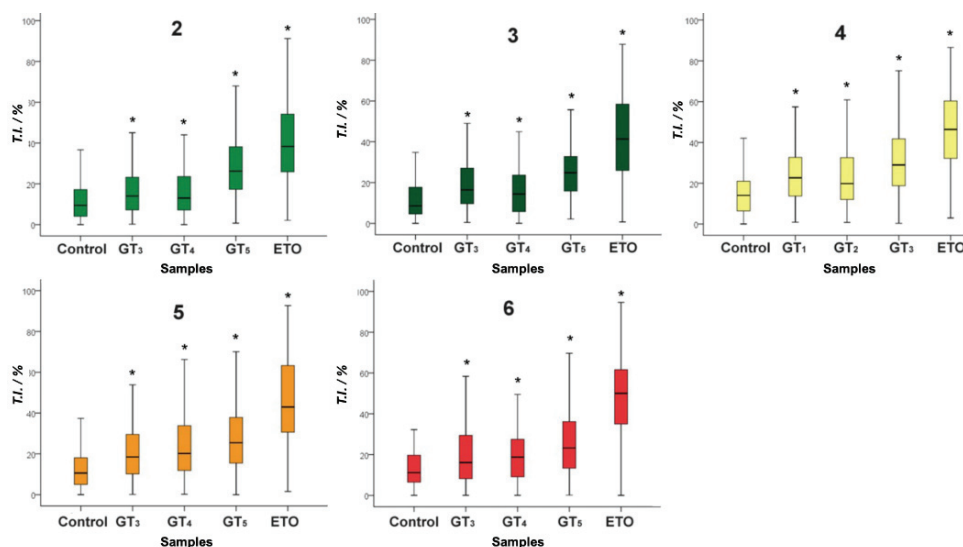 2
100
80
60
40
20
0
T.I. / %
* * * *
Control GT3 GT4 GT5 ETO
Samples
3
100
80
60
40
20
0
T.I. / %
* * * *
Control GT3 GT4 GT5 ETO
Samples
4
100
80
60
40
20
0
T.I. / %
* * * *
Control GT1 GT2 GT3 ETO
Samples
5
100
80
60
40
20
0
T.I. / %
* * * *
Control GT3 GT4 GT5 ETO
Samples
6
100
80
60
40
20
0
T.I. / %
* * * *
Control GT3 GT4 GT5 ETO
Samples